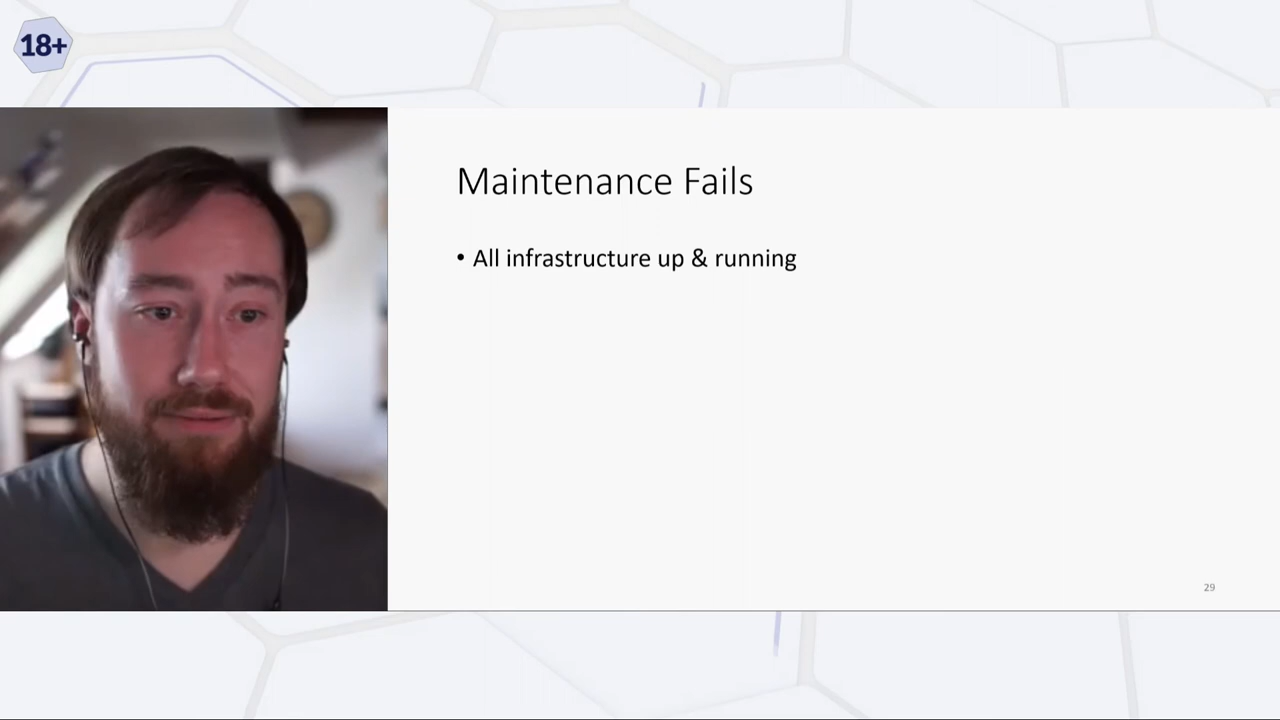 18+
Maintenance Fails
• All infrastructure up & running
29